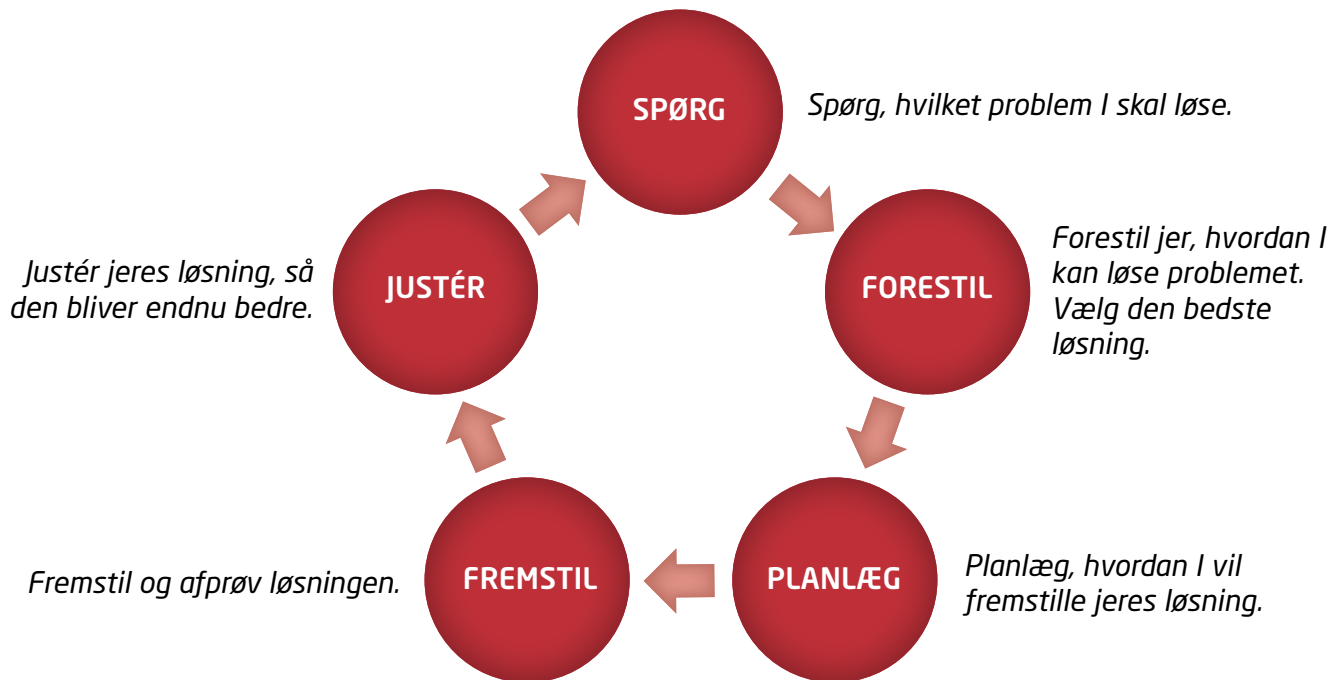 SPØRG
Spørg, hvilket problem I skal løse.
FORESTIL
Forestil jer, hvordan I
kan løse problemet.
Vælg den bedste
løsning.
PLANLÆG
Planlæg, hvordan I vil
fremstille jeres løsning.
FREMSTIL
Fremstil og afprøv løsningen.
JUSTÉR
Justér jeres løsning, så
den bliver endnu bedre.